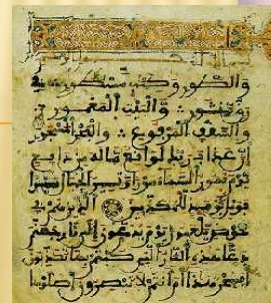 والطور وكتب مسطور في
رق منشور والبيت المعمور
والسقف المرفوع والبحر المسجور
إن عذاب ربك لوقع ما له من دافع
يوم تمور السماء مورا وتسير الجبال سيرا
فويل يومئذ للمكذبين الذين هم في
خوض يلعبون يوم يدعون إلى نار جهنم
دعا هذه النار التي كنتم بها تكذبون
أفسحر هذا أم أنتم لا تبصرون اصلوها